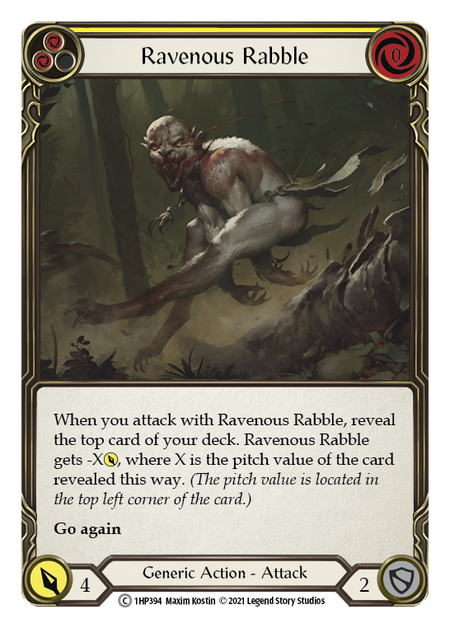 Ravenous Rabble
0
When you attack with Ravenous Rabble, reveal
the top card of your deck. Ravenous Rabble
gets -X, where X is the pitch value of the card
revealed this way. (The pitch value is located in
the top left corner of the card.)
Go again
4
Generic Action - Attack
2
C 1HP394 Maxim Kostin © 2021 Legend Story Studios